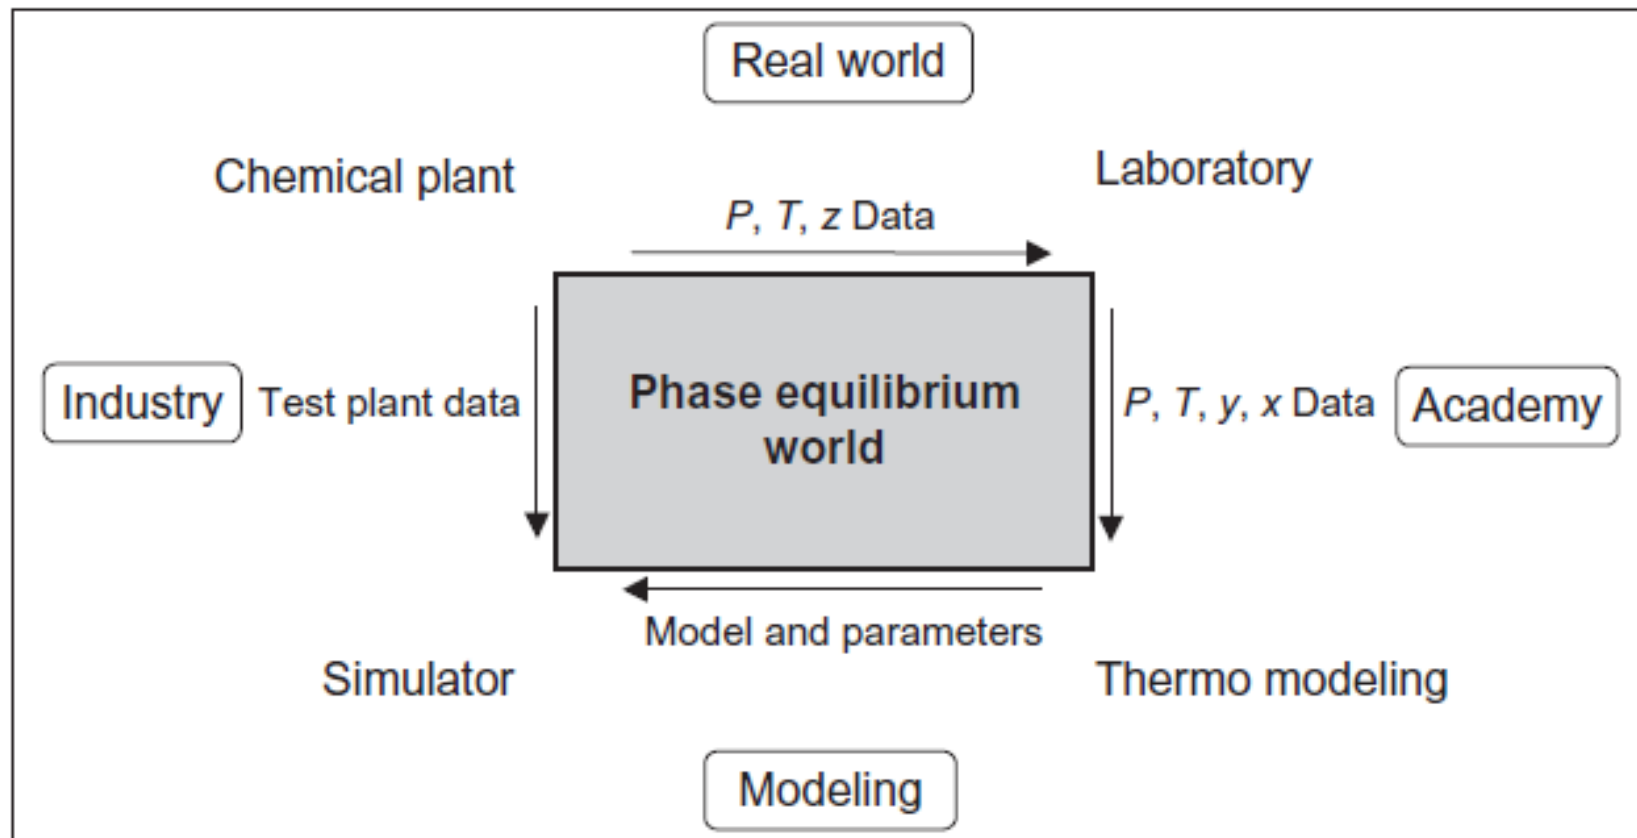 Real world
Chemical plant
Laboratory
P, T, z Data
Industry
Test plant data
Phase equilibrium
world
P, T, y, x Data
Academy
Model and parameters
Simulator
Thermo modeling
Modeling